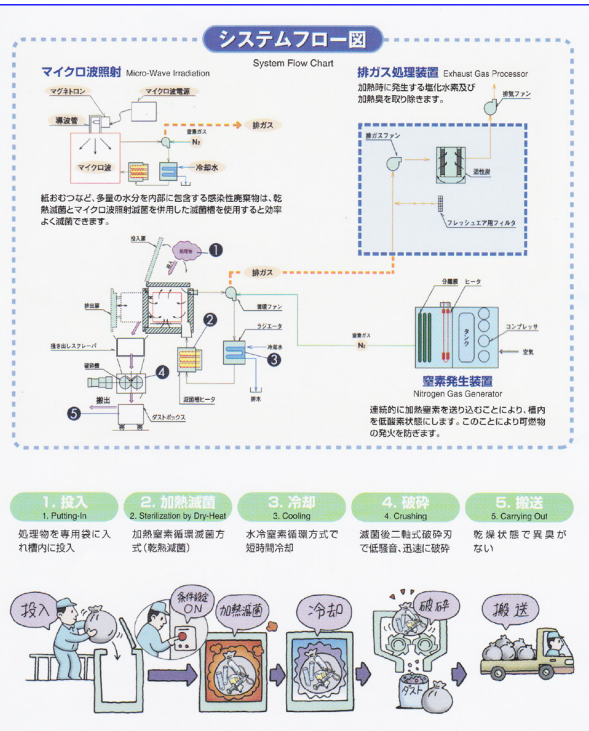 システムフロー図
System Flow Chart
マイクロ波照射 Micro-Wave Irradiation
マグネトロン
マイクロ波電源
導波管
窒素ガス
N₂
排ガス
マイクロ波
冷却水
紙おむつなど、多量の水分を内部に包含する感染性廃棄物は、乾
熱滅菌とマイクロ波照射滅菌を併用した滅菌槽を使用すると効率
よく滅菌できます。
排ガス処理装置 Exhaust Gas Processor
加熱時に発生する塩化水素及び
加熱臭を取り除きます。
排気ファン
排ガスファン
活性炭
フレッシュエア用フィルタ
投入扉
処理物
投入
1
排ガス
排出扉
循環ファン
ラジエータ
掻き出しスクレーパ
2
冷却水
3
破砕機
4
滅菌槽ヒータ
排水
搬出
5
ダストボックス
分離膜
ヒータ
タンク
コンプレッサ
窒素ガス
N₂
空気
窒素発生装置
Nitrogen Gas Generator
連続的に加熱窒素を送り込むことにより、槽内
を低酸素状態にします。このことにより可燃物
の発火を防ぎます。
1. 投入
1. Putting-In
処理物を専用袋に入
れ槽内に投入
2. 加熱滅菌
2. Sterilization by Dry-Heat
加熱窒素循環滅菌方
式(乾熱滅菌)
3. 冷却
3. Cooling
水冷窒素循環方式で
短時間冷却
4. 破砕
4. Crushing
滅菌後二軸式破砕刃
で低騒音、迅速に破砕
5. 搬送
5. Carrying Out
乾燥状態で異臭が
ない
投入
条件設定
ON
加熱滅菌
冷却
破砕
ダスト
搬送